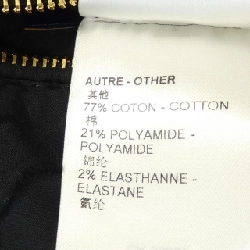 AUTRE - OTHER
其他
77% COTON - COTTON
棉
21% POLYAMIDE -
POLYAMIDE
锦纶
2% ELASTHANNE -
ELASTANE
氨纶